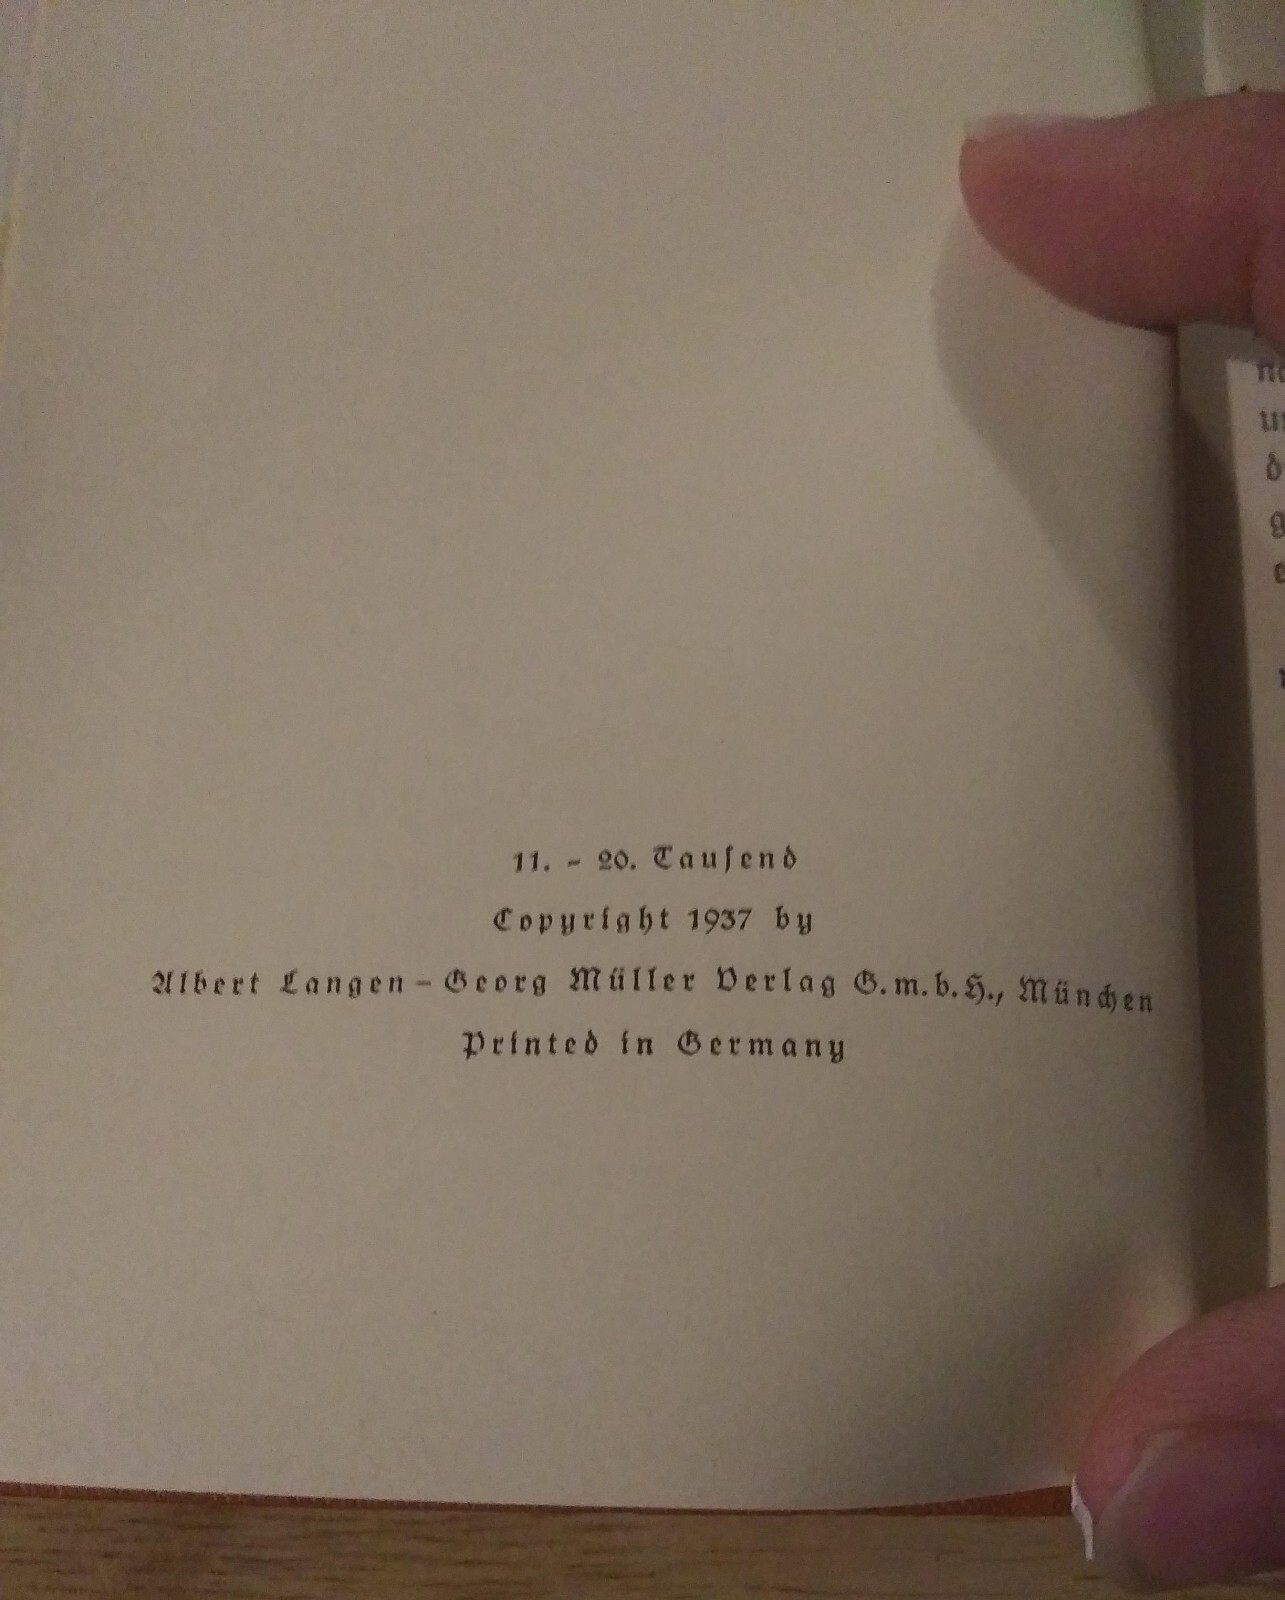 11. - 20. Tauſend
Copyright 1937 by
Albert Langen - Georg Müller Verlag G.m.b.H., München
Printed in Germany